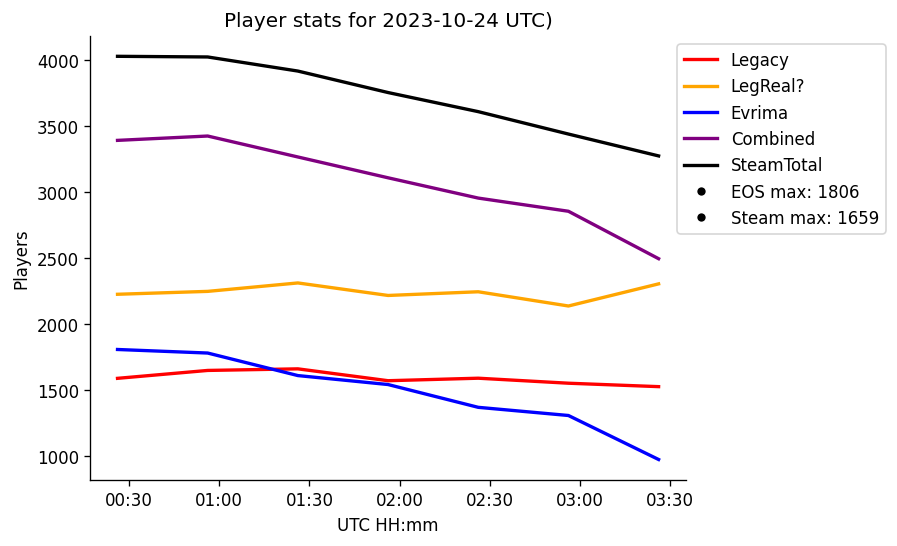 Player stats for 2023-10-24 UTC)
4000
3500
3000
2500
2000
1500
1000
Players
00:30 01:00 01:30 02:00 02:30 03:00 03:30
UTC HH:mm
Legacy
LegReal?
Evrima
Combined
SteamTotal
EOS max: 1806
Steam max: 1659